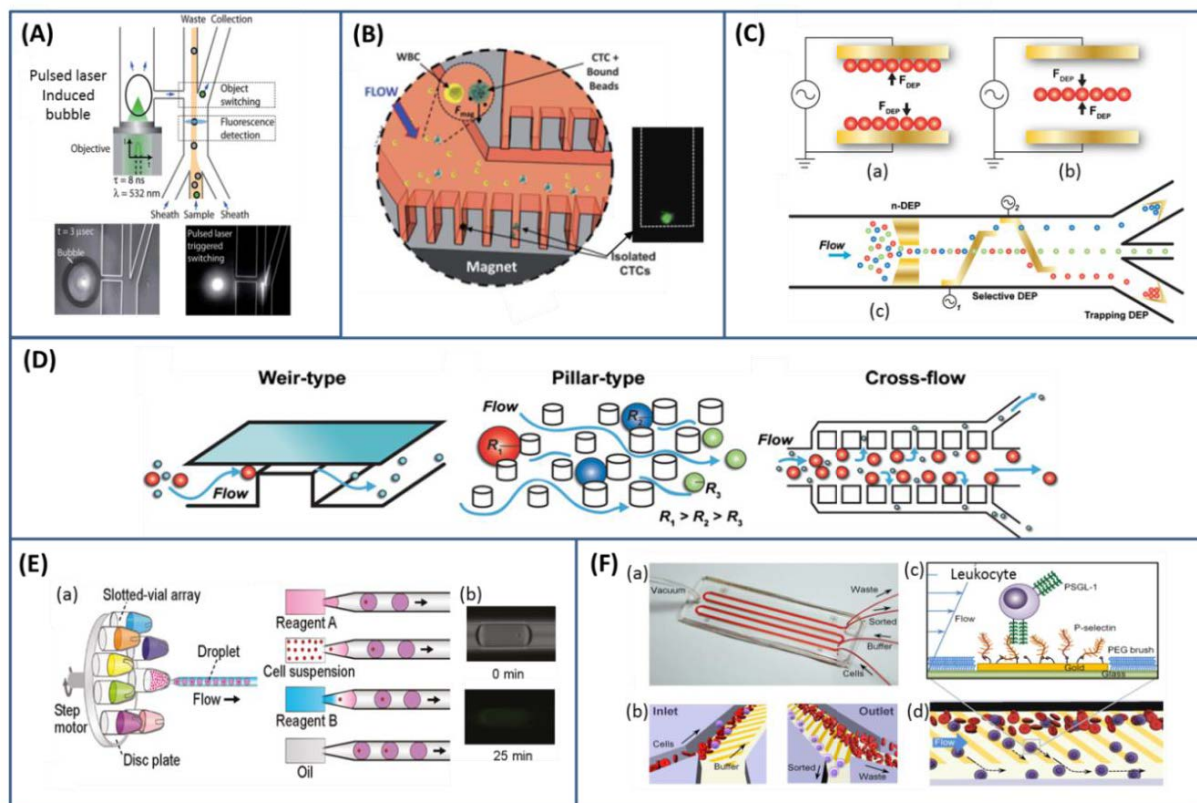 (A)
Waste Collection
Pulsed laser
Induced
bubble
Object
switching
Fluorescence
detection
Objective
I
t
τ = 8 ns
λ = 532 nm
Sheath Sample Sheath
t = 3 μsec
Bubble
Pulsed laser
triggered
switching
(B)
WBC
CTC +
Bound
Beads
FLOW
Fmag
Isolated
CTCs
Magnet
(C)
FDEP
FDEP
(a)
FDEP
FDEP
(b)
n-DEP
2
Flow
1
Selective DEP
Trapping DEP
(c)
(D)
Weir-type
Flow
Pillar-type
Flow
R1
R2
R3
R1 > R2 > R3
Cross-flow
Flow
(E)
(a)
Slotted-vial array
Droplet
Flow
Step
motor
Disc plate
Reagent A
Cell suspension
Reagent B
Oil
(b)
0 min
25 min
(F)
(a)
Vacuum
Waste
Sorted
Buffer
Cells
(c)
Leukocyte
PSGL-1
Flow
P-selectin
PEG brush
Gold
Glass
(b)
Inlet
Cells
Buffer
Outlet
Sorted
Waste
(d)
Flow